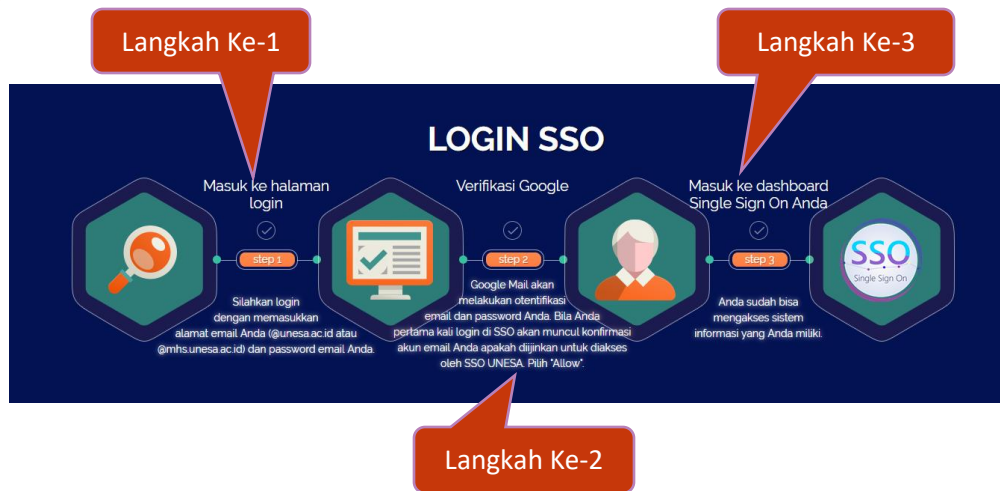 Langkah Ke-1
Langkah Ke-3
LOGIN SSO
Masuk ke halaman
login
step 1
Silahkan login
dengan memasukkan
alamat email Anda (@unesa.ac.id atau
@mhs.unesa.ac.id) dan password email Anda.
Verifikasi Google
step 2
Google Mail akan
melakukan otentifikasi
email dan password Anda. Bila Anda
pertama kali login di SSO akan muncul konfirmasi
akun email Anda apakah diijinkan untuk diakses
oleh SSO UNESA. Pilih "Allow".
Masuk ke dashboard
Single Sign On Anda
step 3
Anda sudah bisa
mengakses sistem
informasi yang Anda miliki.
SSO
Single Sign On
Langkah Ke-2